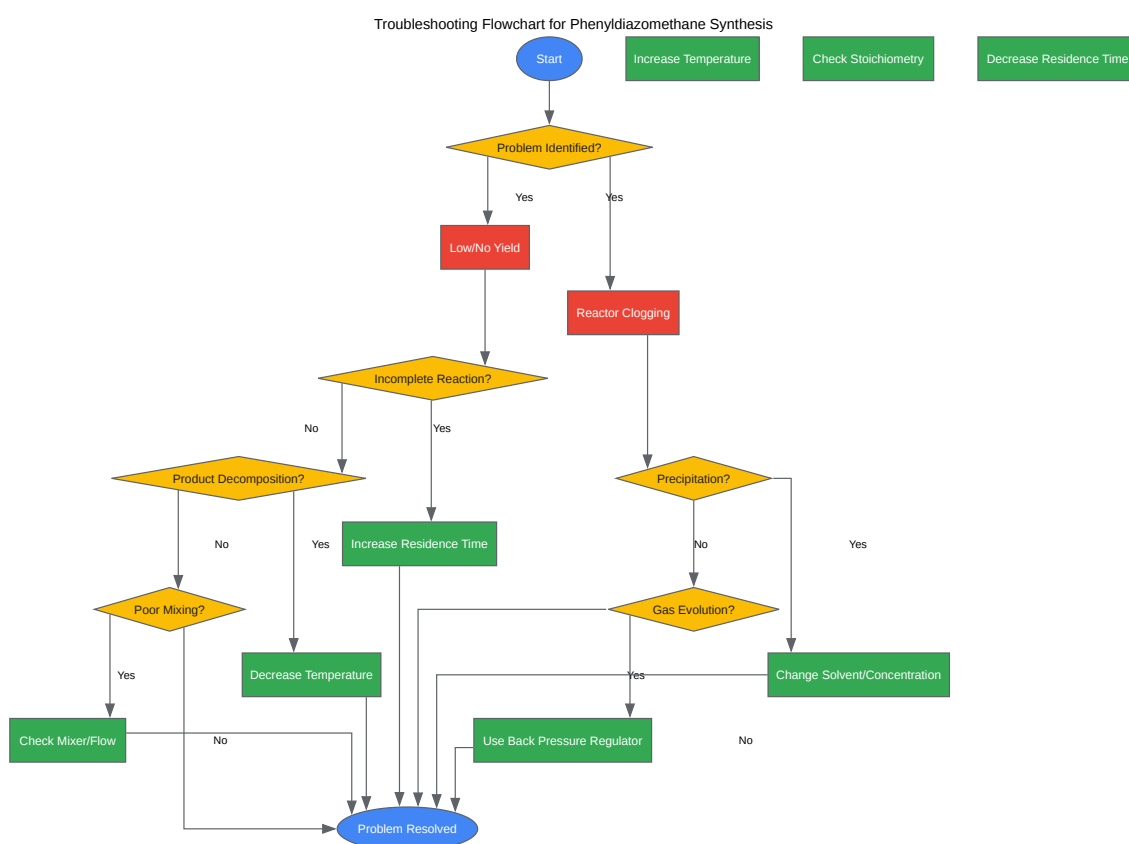 Troubleshooting Flowchart for Phenyldiazomethane Synthesis
Start
Increase Temperature
Check Stoichiometry
Decrease Residence Time
Problem Identified?
Yes
Yes
Low/No Yield
Reactor Clogging
Incomplete Reaction?
No
Yes
Product Decomposition?
Precipitation?
No
Yes
Increase Residence Time
No
Yes
Poor Mixing?
Gas Evolution?
Yes
Decrease Temperature
Yes
Change Solvent/Concentration
Check Mixer/Flow
No
Use Back Pressure Regulator
No
Problem Resolved